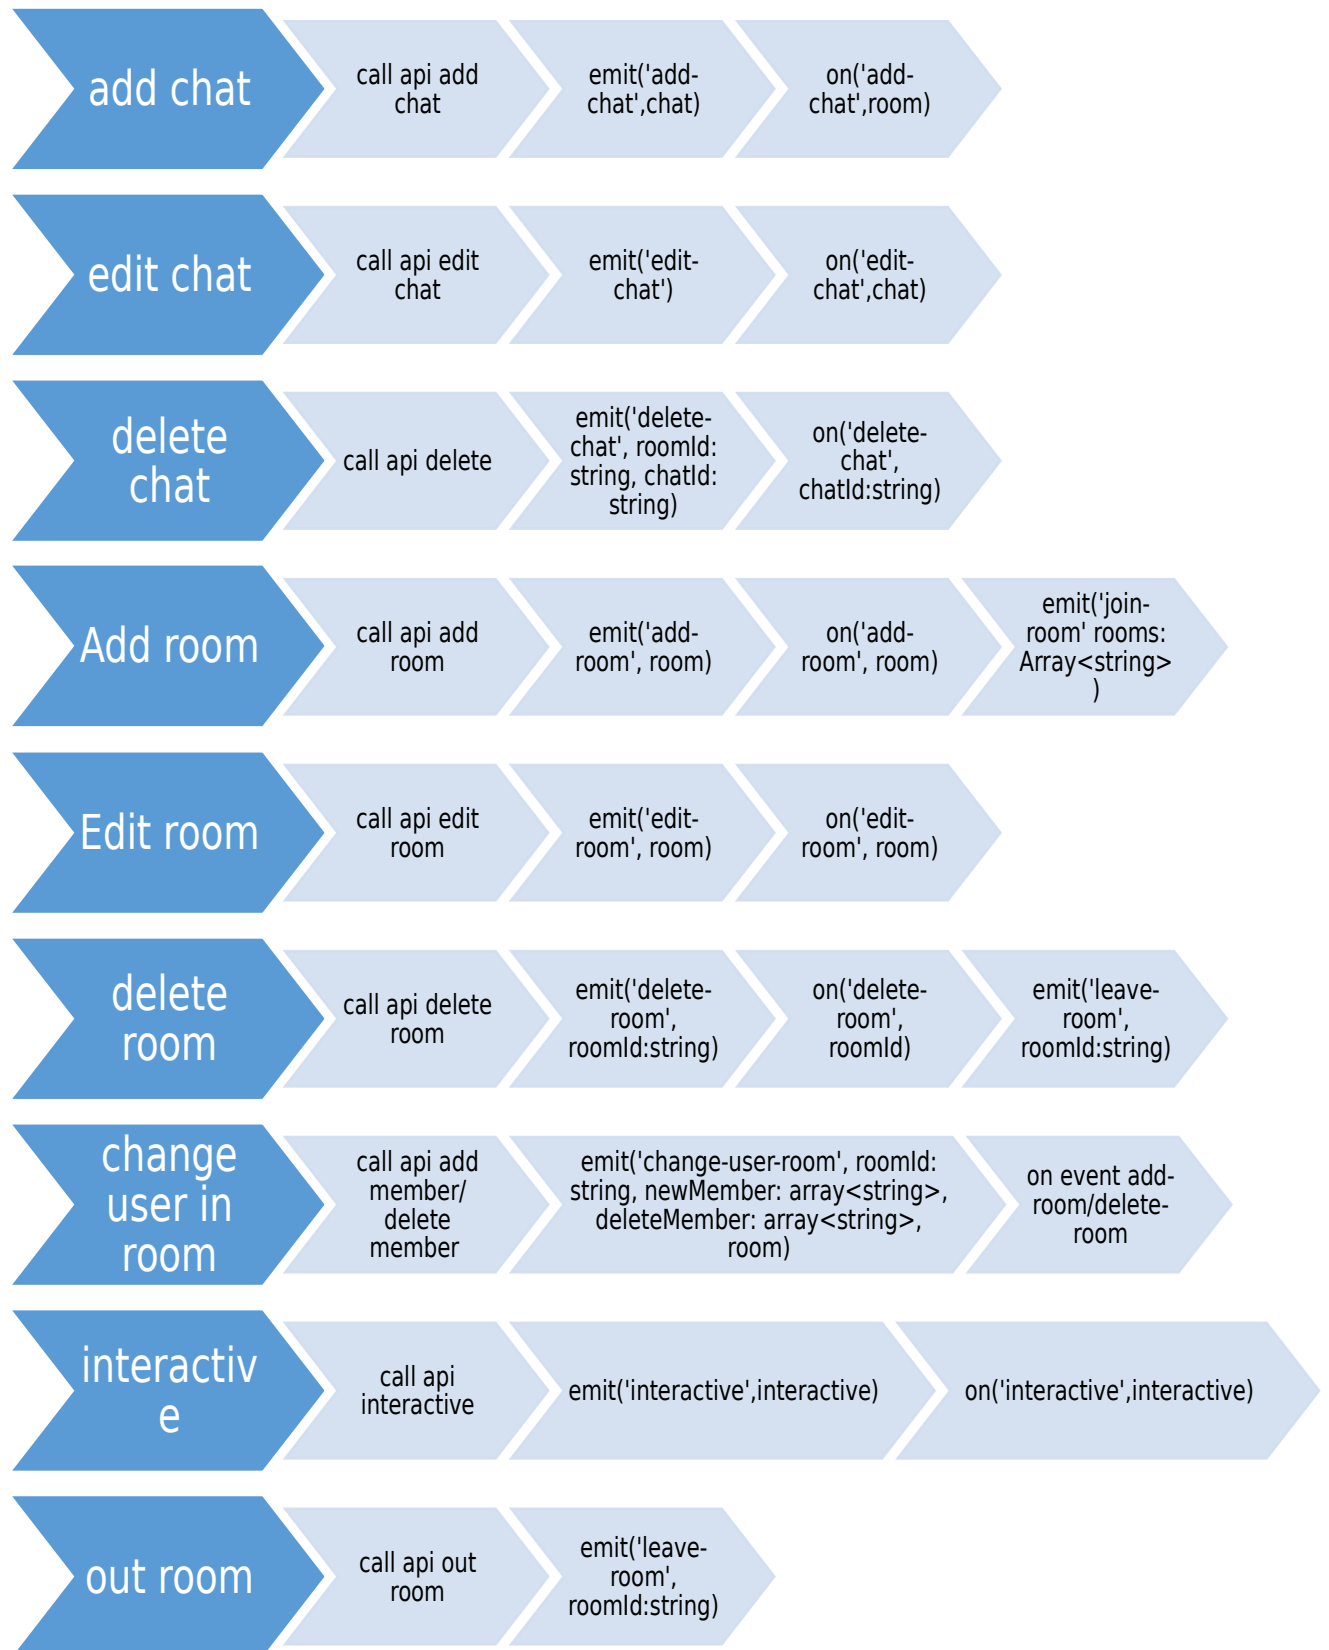 add chat
call api add
chat
emit('add-
chat',chat)
on('add-
chat',room)
edit chat
call api edit
chat
emit('edit-
chat')
on('edit-
chat',chat)
delete
chat
call api delete
emit('delete-
chat', roomId:
string, chatId:
string)
on('delete-
chat',
chatId:string)
Add room
call api add
room
emit('add-
room', room)
on('add-
room', room)
emit('join-
room' rooms:
Array<string>
)
Edit room
call api edit
room
emit('edit-
room', room)
on('edit-
room', room)
delete
room
call api delete
room
emit('delete-
room',
roomId:string)
on('delete-
room',
roomId)
emit('leave-
room',
roomId:string)
change
user in
room
call api add
member/
delete
member
emit('change-user-room', roomId:
string, newMember: array<string>,
deleteMember: array<string>,
room)
on event add-
room/delete-
room
interactiv
e
call api
interactive
emit('interactive',interactive)
on('interactive',interactive)
out room
call api out
room
emit('leave-
room',
roomId:string)